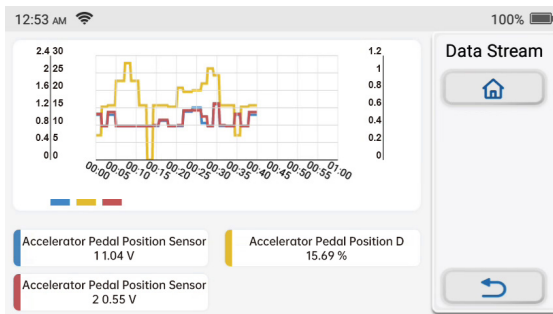 12:53 AM 100%
Data Stream
2.4 30 1.2
2 25 1
1.6 20 0.8
1.2 15 0.6
0.8 10 0.4
0.4 5 0.2
0 0 0
00:00 00:05 00:10 00:15 00:20 00:25 00:30 00:35 00:40 00:45 00:50 00:55 01:00
Accelerator Pedal Position Sensor
1 1.04 V
Accelerator Pedal Position D
15.69 %
Accelerator Pedal Position Sensor
2 0.55 V